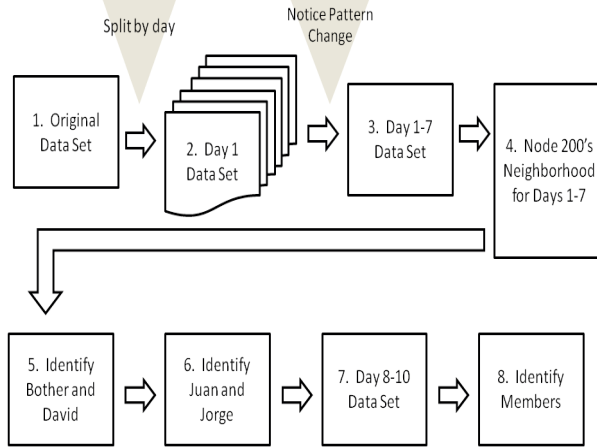 Split by day
Notice Pattern
Change
1. Original
Data Set
2. Day 1
Data Set
3. Day 1-7
Data Set
4. Node 200's
Neighborhood
for Days 1-7
5. Identify
Bother and
David
6. Identify
Juan and
Jorge
7. Day 8-10
Data Set
8. Identify
Members